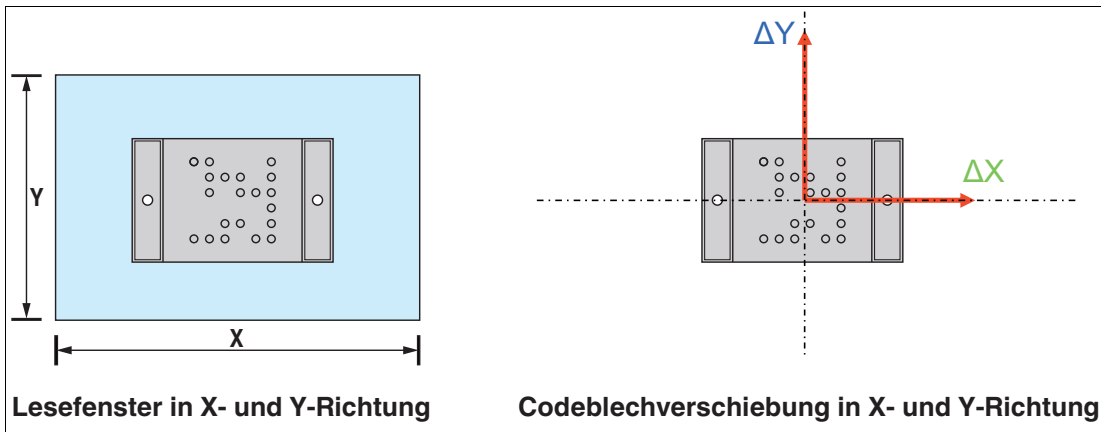 ΔY
ΔX
Y
X
Lesefenster in X- und Y-Richtung
Codeblechverschiebung in X- und Y-Richtung